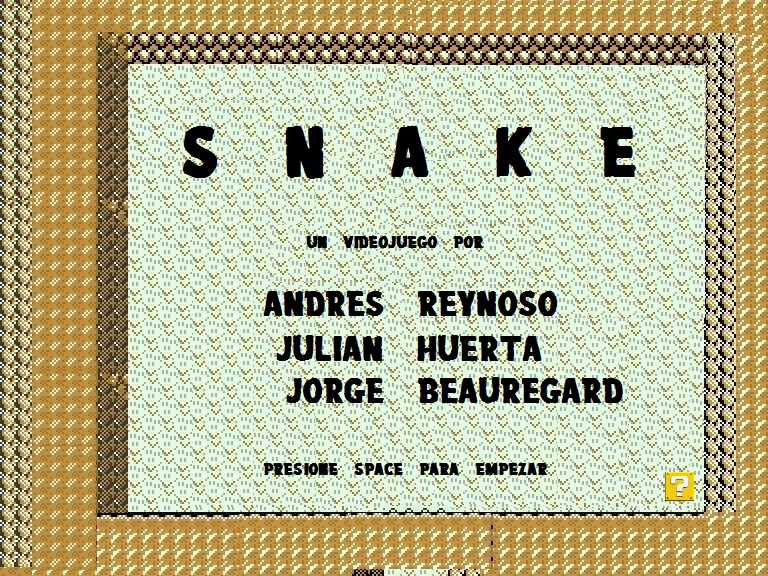 S N A K E
UN VIDEOJUEGO POR
ANDRES REYNOSO
JULIAN HUERTA
JORGE BEAUREGARD
PRESIONE SPACE PARA EMPEZAR
?